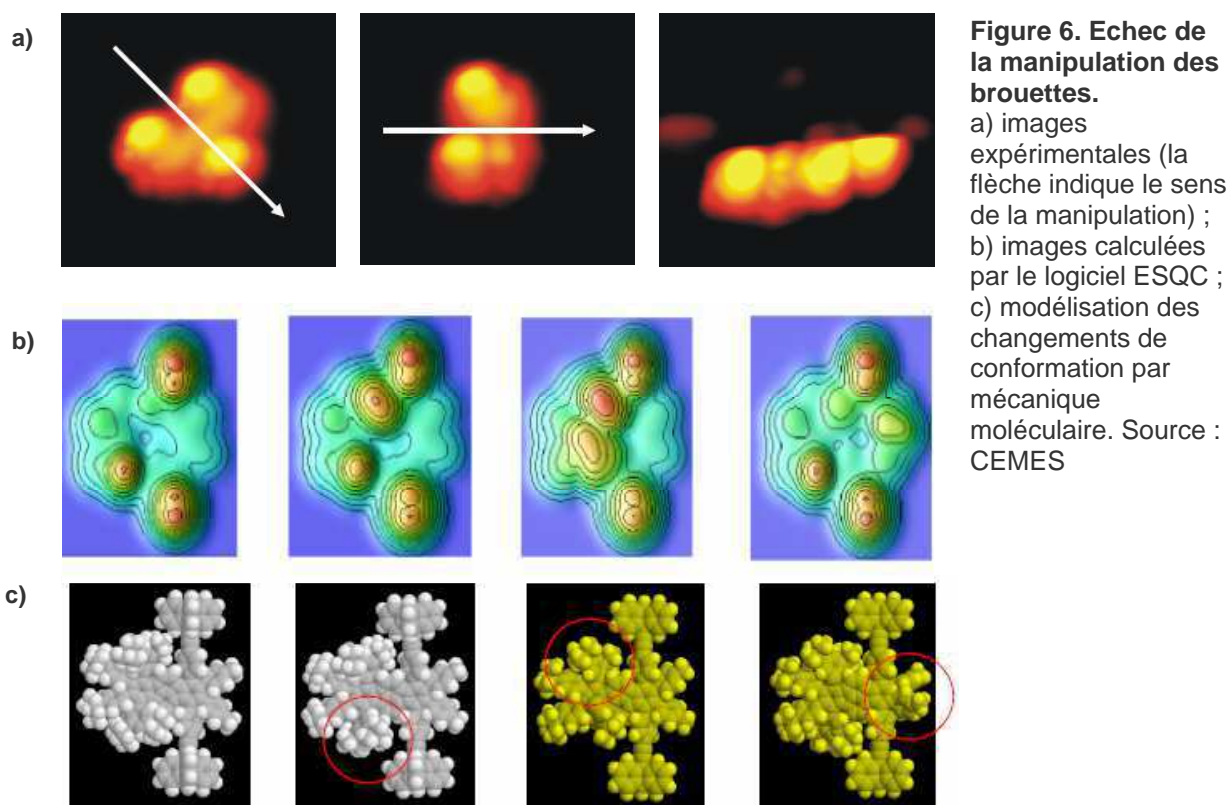 a)
Figure 6. Echec de
la manipulation des
brouettes.
a) images
expérimentales (la
flèche indique le sens
de la manipulation) ;
b) images calculées
par le logiciel ESQC ;
c) modélisation des
changements de
conformation par
mécanique
moléculaire. Source :
CEMES
b)
c)